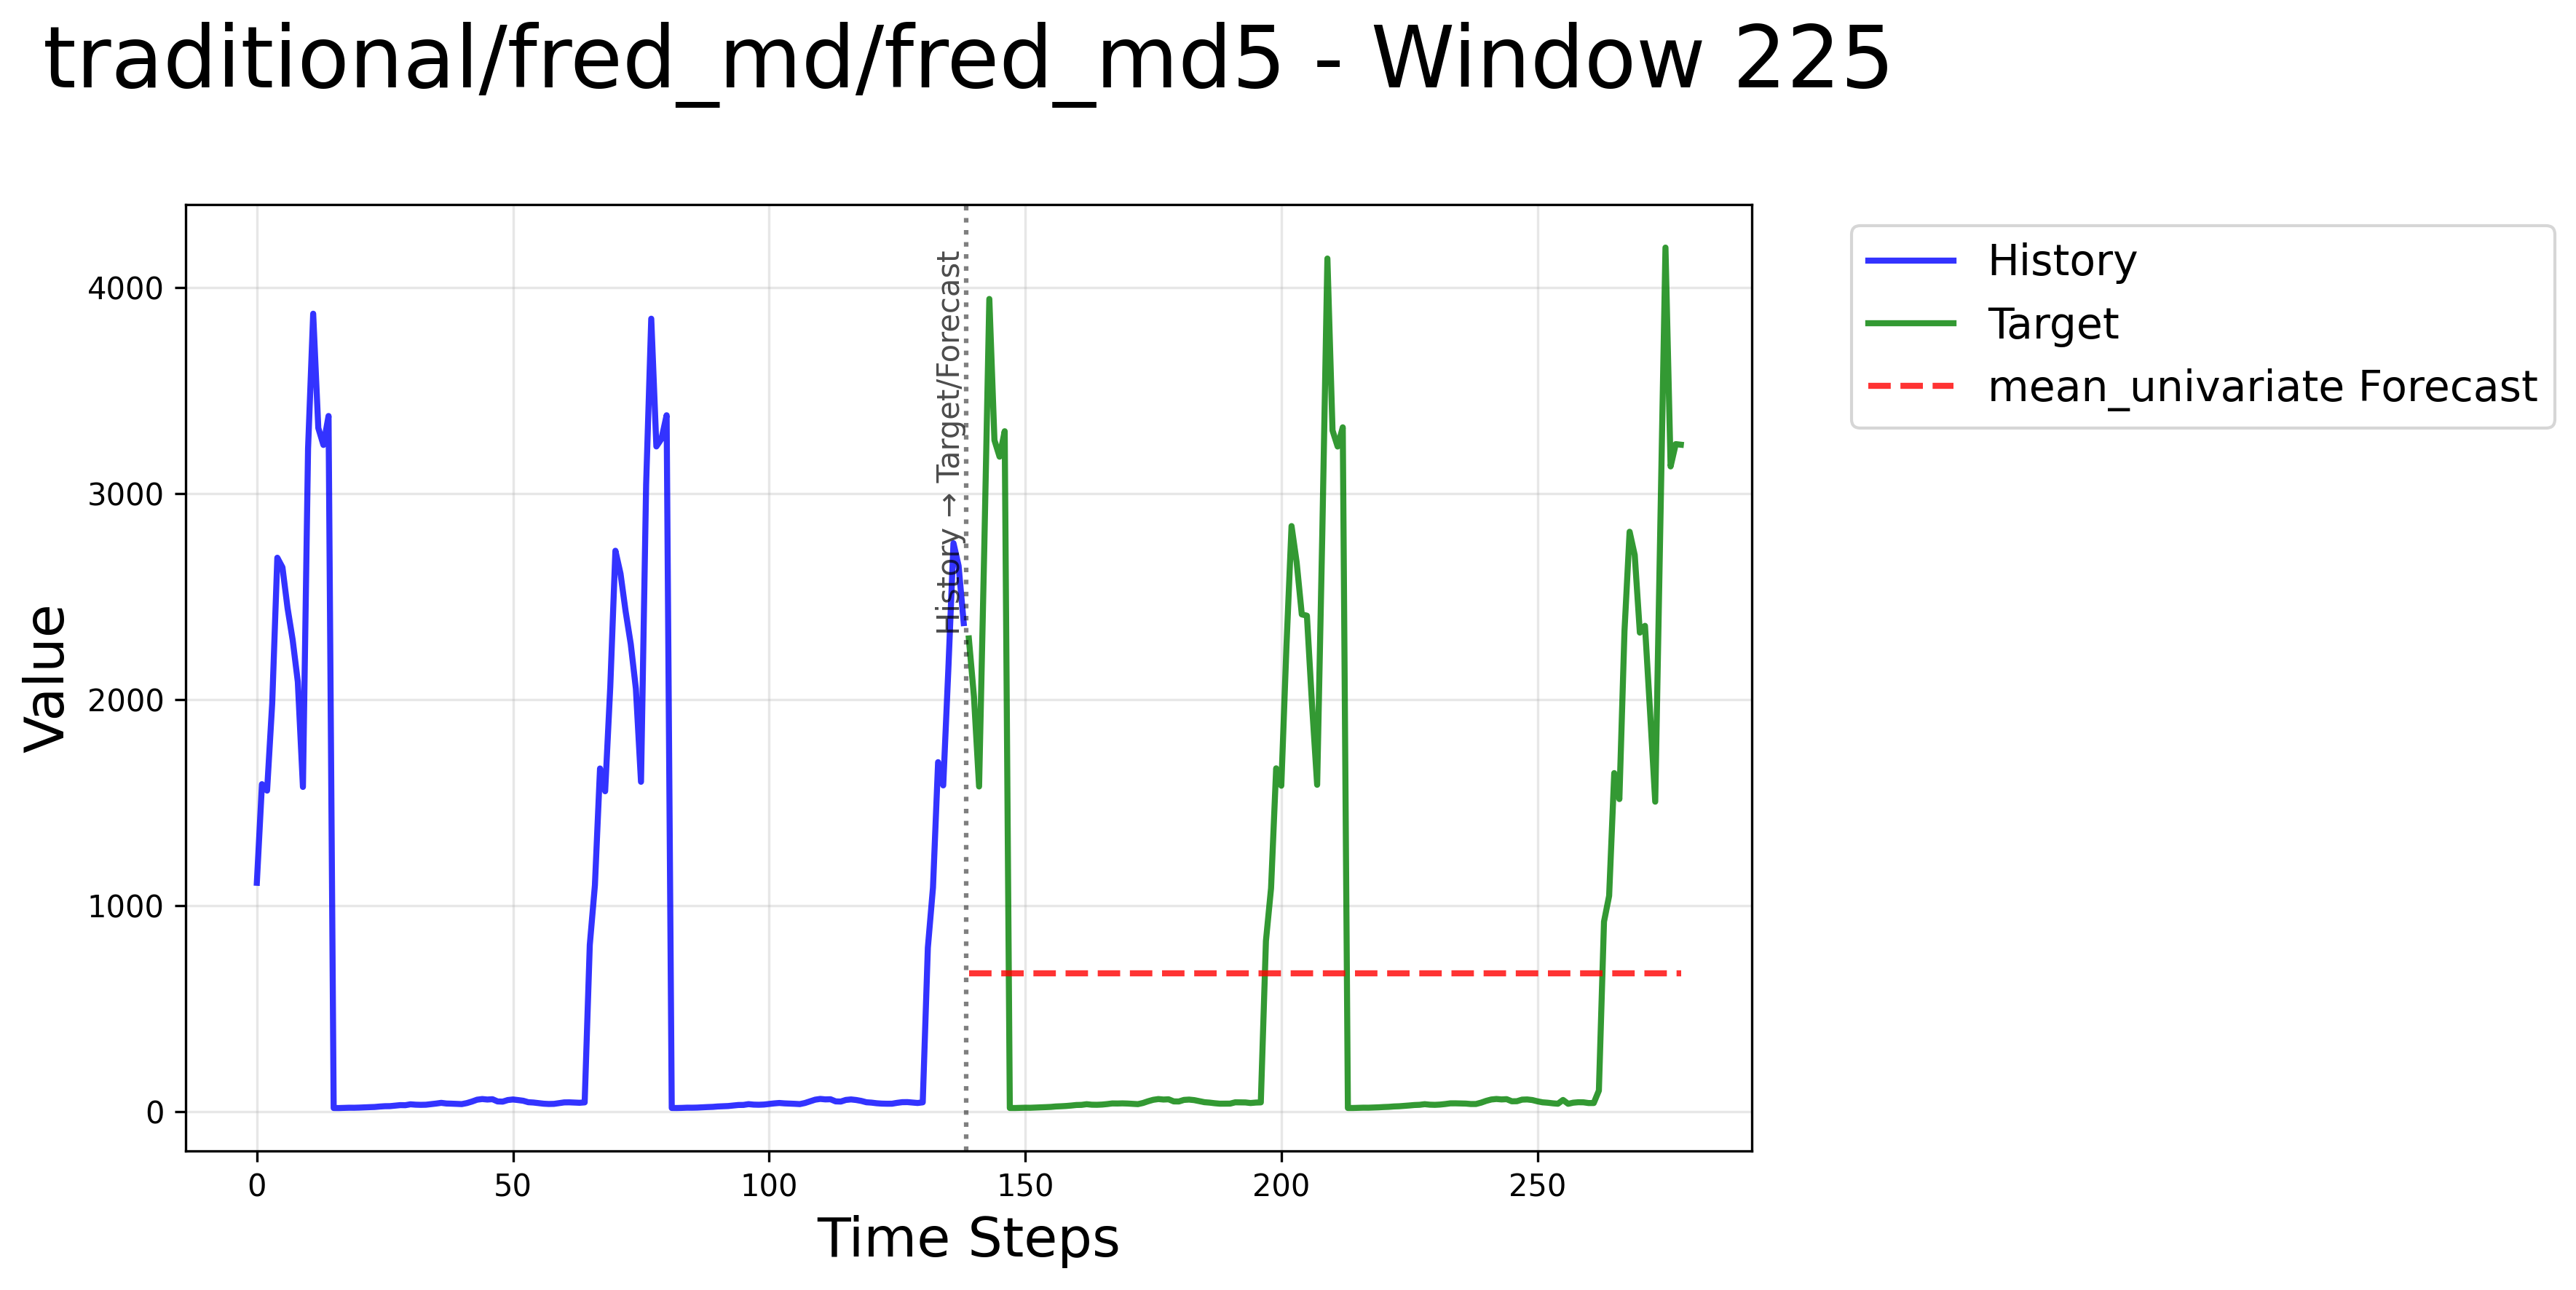 traditional/fred_md/fred_md5 - Window 225
History
Target
mean_univariate Forecast
History → Target/Forecast
Value
4000
3000
2000
1000
0
0
50
100
150
200
250
Time Steps